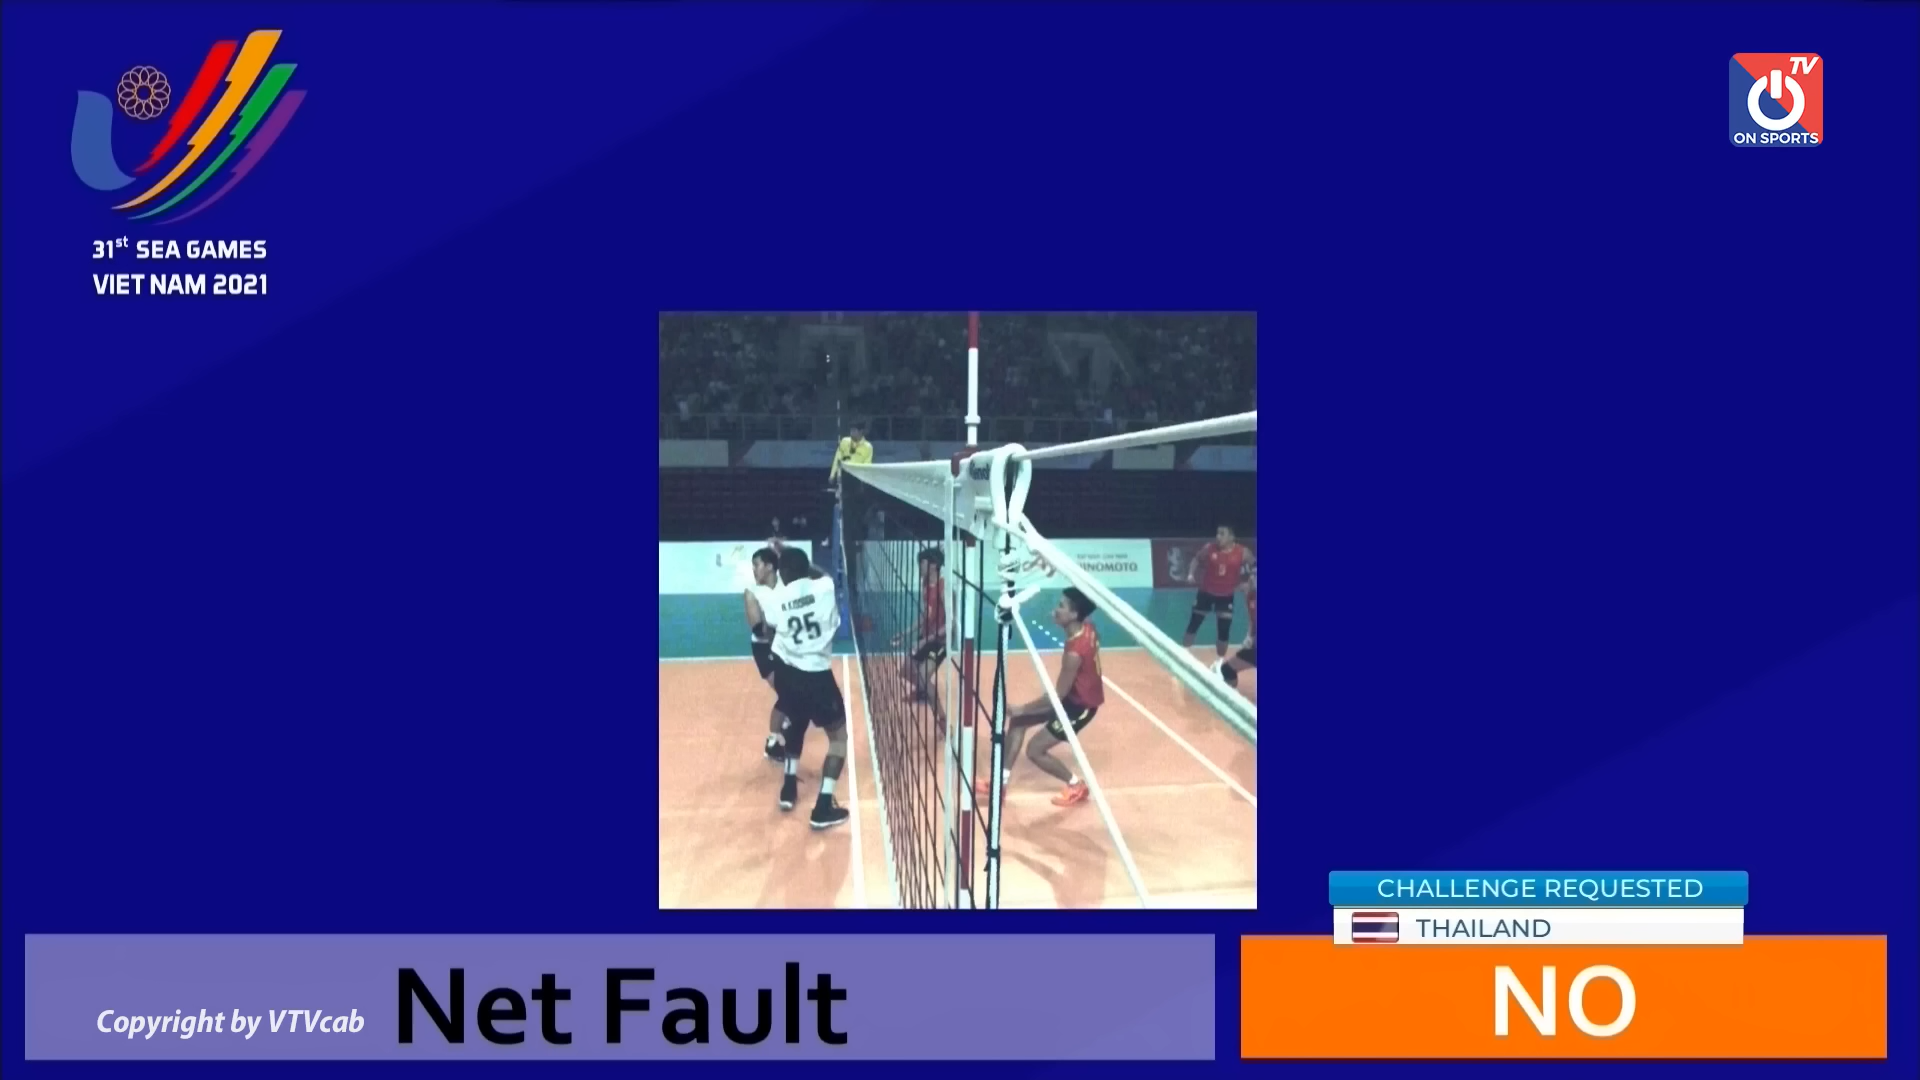 31st SEA GAMES
VIET NAM 2021
TV
ON SPORTS
25
CHALLENGE REQUESTED
THAILAND
Net Fault
NO
Copyright by VTVcab